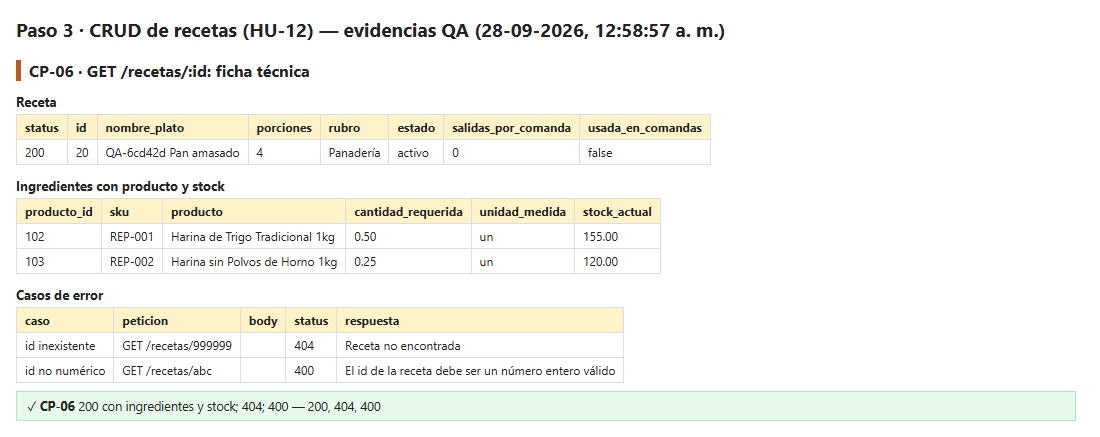 Paso 3 · CRUD de recetas (HU-12) — evidencias QA (28-09-2026, 12:58:57 a. m.)
CP-06 · GET /recetas/:id: ficha técnica
Receta
status id nombre_plato porciones rubro estado salidas_por_comanda usada_en_comandas
200 20 QA-6cd42d Pan amasado 4 Panadería activo 0 false
Ingredientes con producto y stock
producto_id sku producto cantidad_requerida unidad_medida stock_actual
102 REP-001 Harina de Trigo Tradicional 1kg 0.50 un 155.00
103 REP-002 Harina sin Polvos de Horno 1kg 0.25 un 120.00
Casos de error
caso peticion body status respuesta
id inexistente GET /recetas/999999 404 Receta no encontrada
id no numérico GET /recetas/abc 400 El id de la receta debe ser un número entero válido
✓ CP-06 200 con ingredientes y stock; 404; 400 — 200, 404, 400